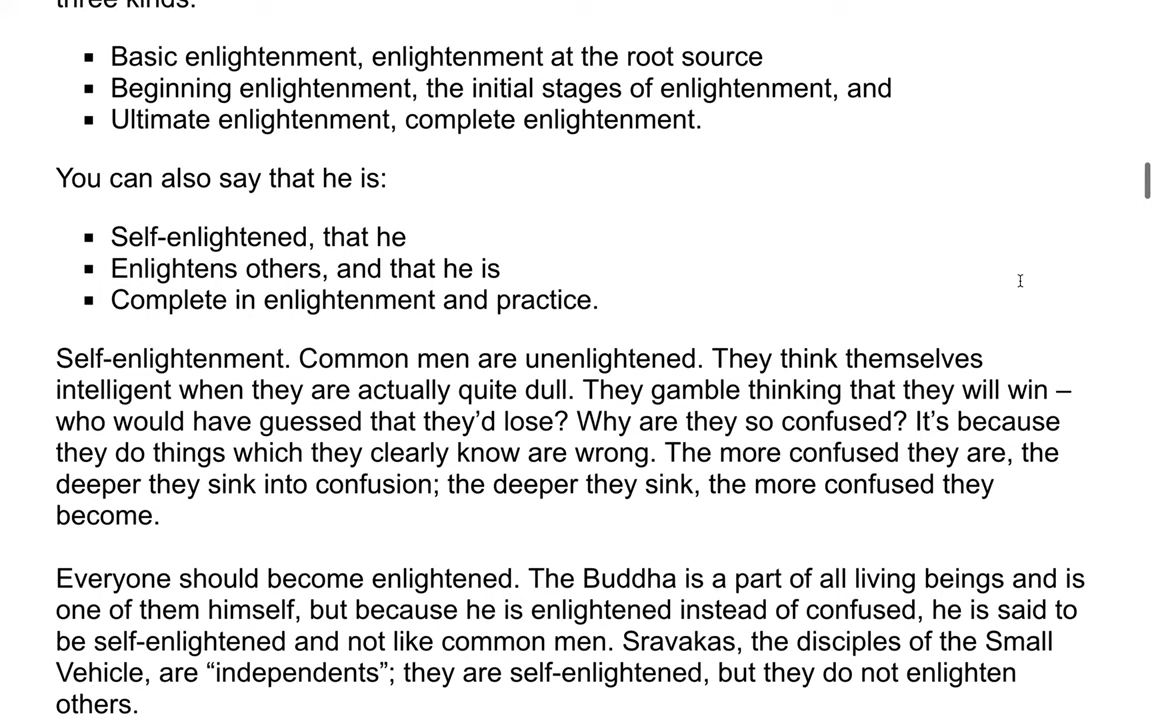 three kinds:
▪ Basic enlightenment, enlightenment at the root source
▪ Beginning enlightenment, the initial stages of enlightenment, and
▪ Ultimate enlightenment, complete enlightenment.
You can also say that he is:
▪ Self-enlightened, that he
▪ Enlightens others, and that he is
▪ Complete in enlightenment and practice.
Self-enlightenment. Common men are unenlightened. They think themselves
intelligent when they are actually quite dull. They gamble thinking that they will win –
who would have guessed that they’d lose? Why are they so confused? It’s because
they do things which they clearly know are wrong. The more confused they are, the
deeper they sink into confusion; the deeper they sink, the more confused they
become.
Everyone should become enlightened. The Buddha is a part of all living beings and is
one of them himself, but because he is enlightened instead of confused, he is said to
be self-enlightened and not like common men. Sravakas, the disciples of the Small
Vehicle, are “independents”; they are self-enlightened, but they do not enlighten
others.